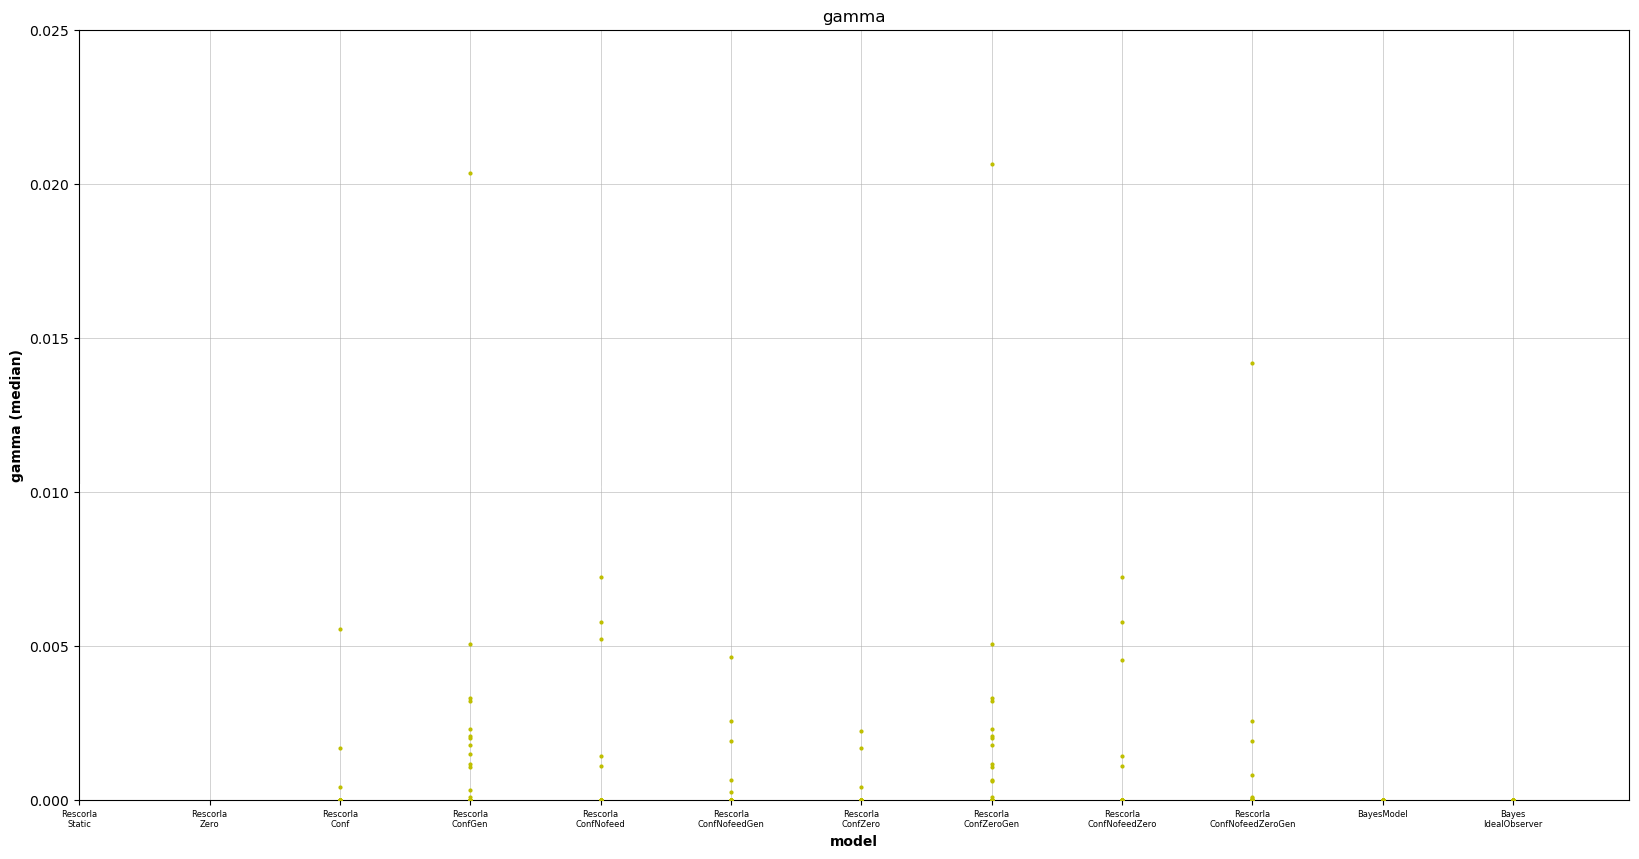 gamma
0.025
0.020
0.015
0.010
0.005
0.000
gamma (median)
Rescorla
Static
Rescorla
Zero
Rescorla
Conf
Rescorla
ConfGen
Rescorla
ConfNofeed
Rescorla
ConfNofeedGen
Rescorla
ConfZero
Rescorla
ConfZeroGen
Rescorla
ConfNofeedZero
Rescorla
ConfNofeedZeroGen
BayesModel
Bayes
IdealObserver
model